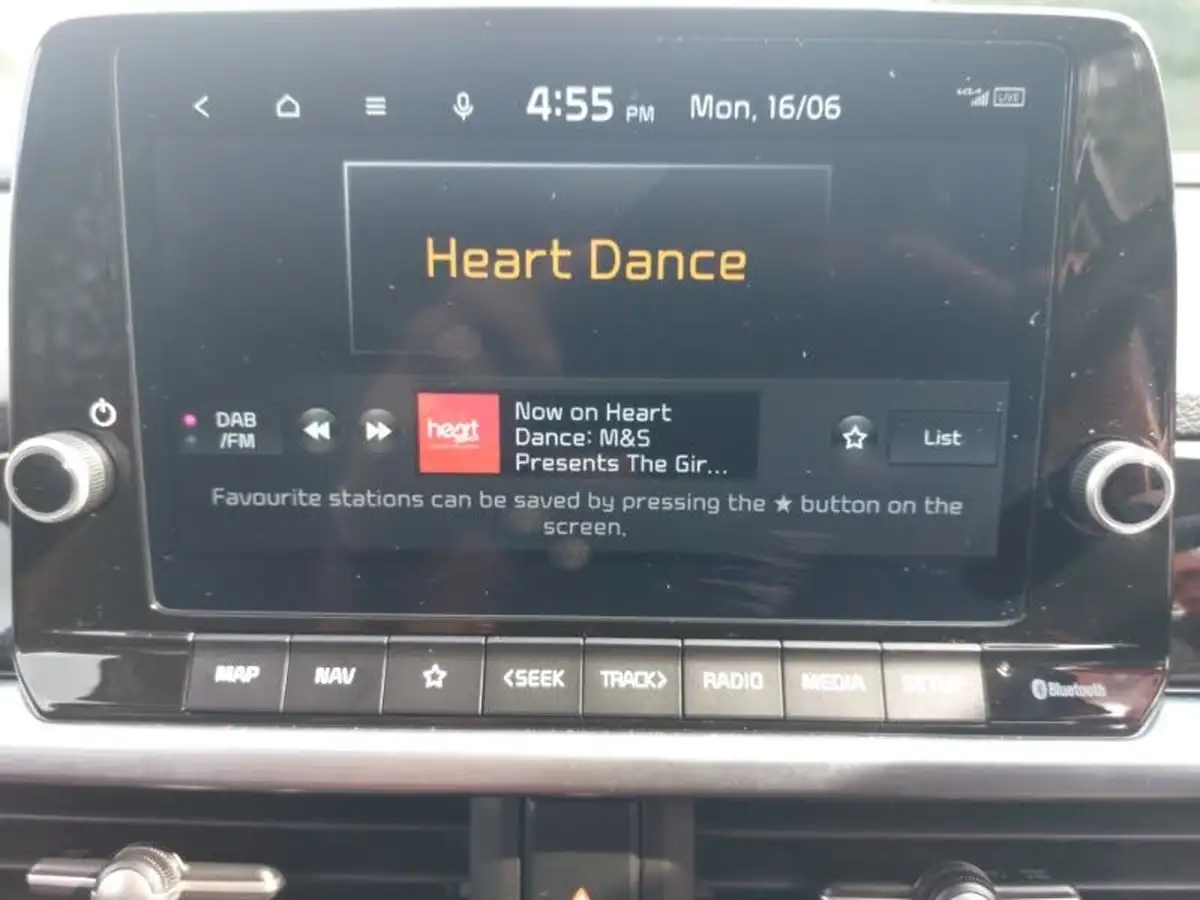 4:55 PM Mon, 16/06
LIVE
Heart Dance
DAB
/FM
heart
Now on Heart
Dance: M&S
Presents The Gir...
List
Favourite stations can be saved by pressing the ★ button on the
screen.
MAP NAV <SEEK TRACK> RADIO MEDIA SETUP
Bluetooth